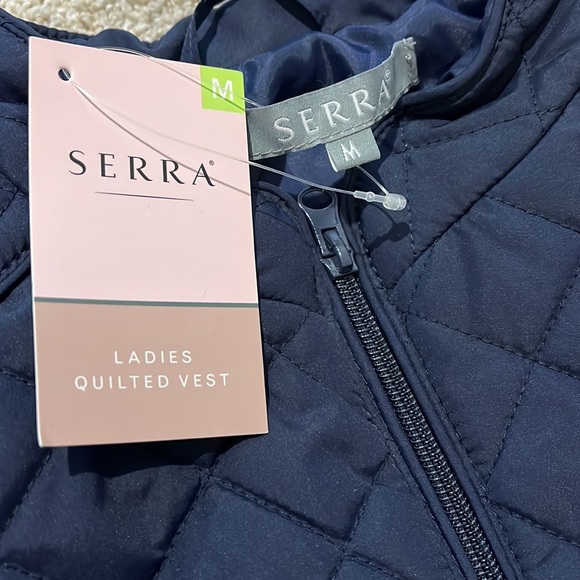 M
SERRA®
LADIES
QUILTED VEST
SERRA
M